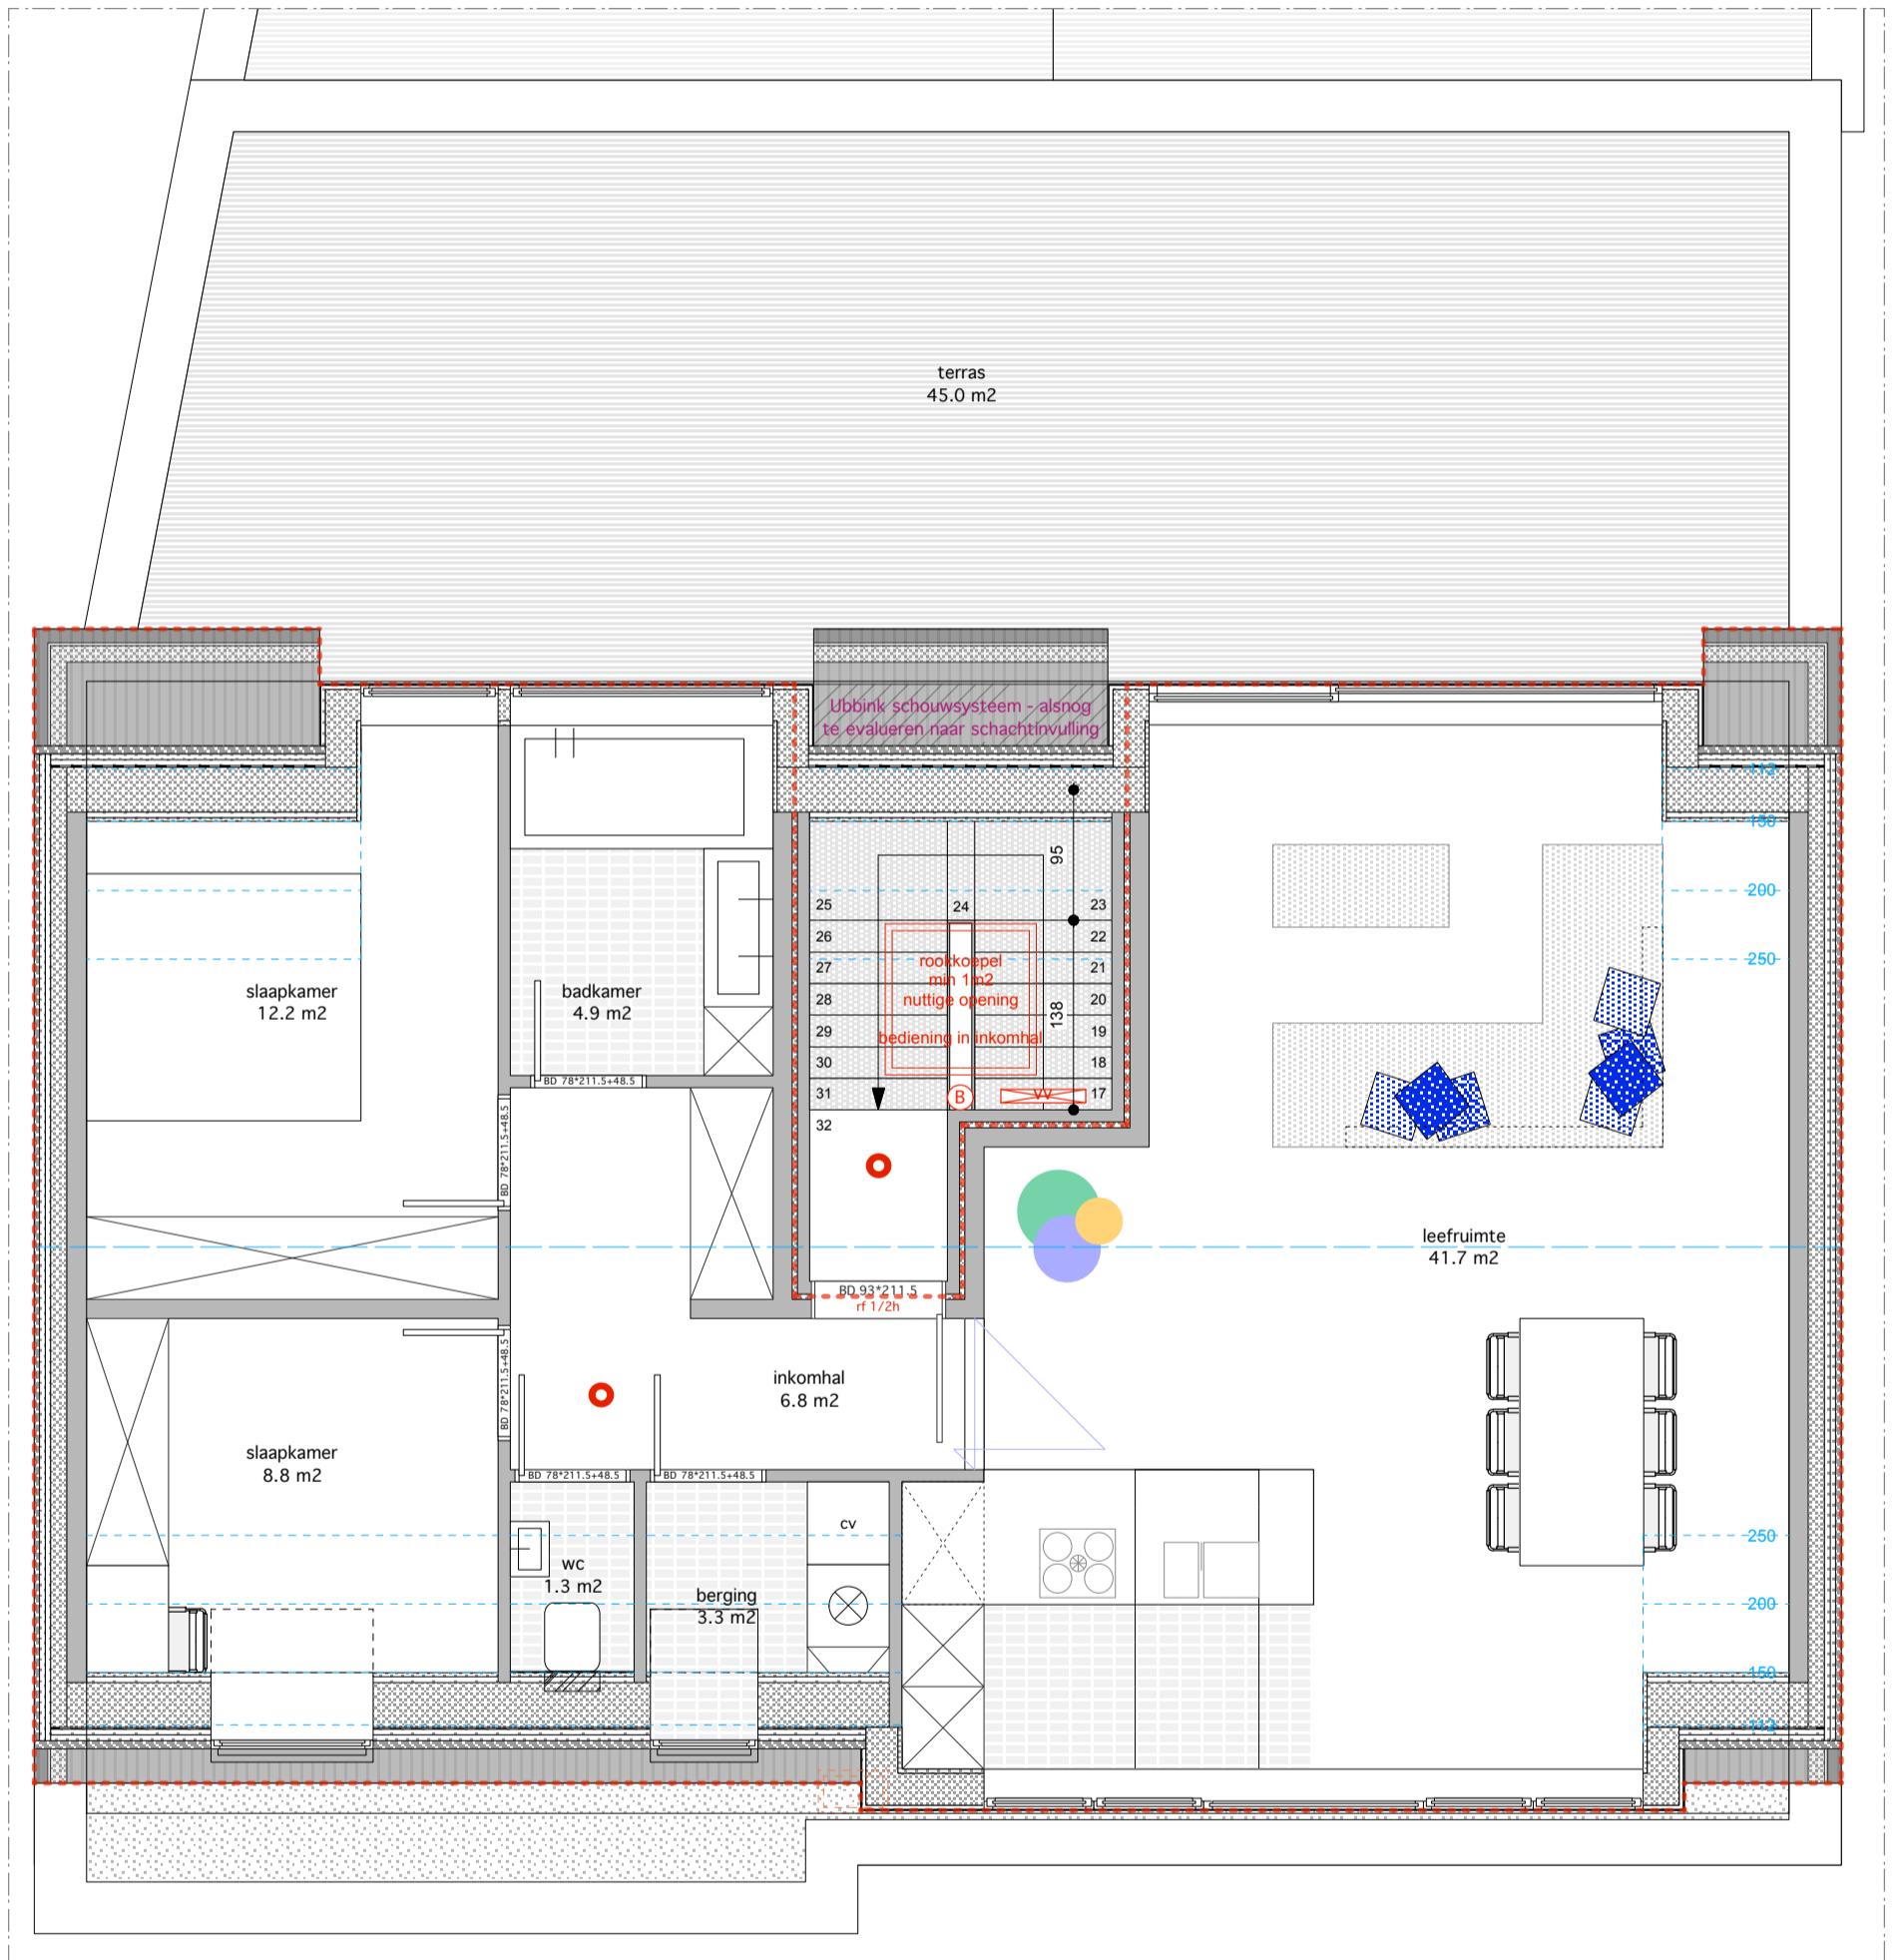 terras
45.0 m2
Ubbink schouwsysteem - alsnog
te evalueren naar schachtinvulling
112
150
200
250
95
138
25
24
23
26
22
27
21
28
20
29
19
30
18
31
17
32
rookkoepel
min 1m2
nuttige opening
bediening in inkomhal
B
VV
slaapkamer
12.2 m2
badkamer
4.9 m2
BD 78*211.5+48.5
BD 78*211.5+48.5
leefruimte
41.7 m2
BD 93*211.5
rf 1/2h
BD 78*211.5+48.5
inkomhal
6.8 m2
slaapkamer
8.8 m2
BD 78*211.5+48.5
BD 78*211.5+48.5
cv
wc
1.3 m2
berging
3.3 m2
250
200
150
112